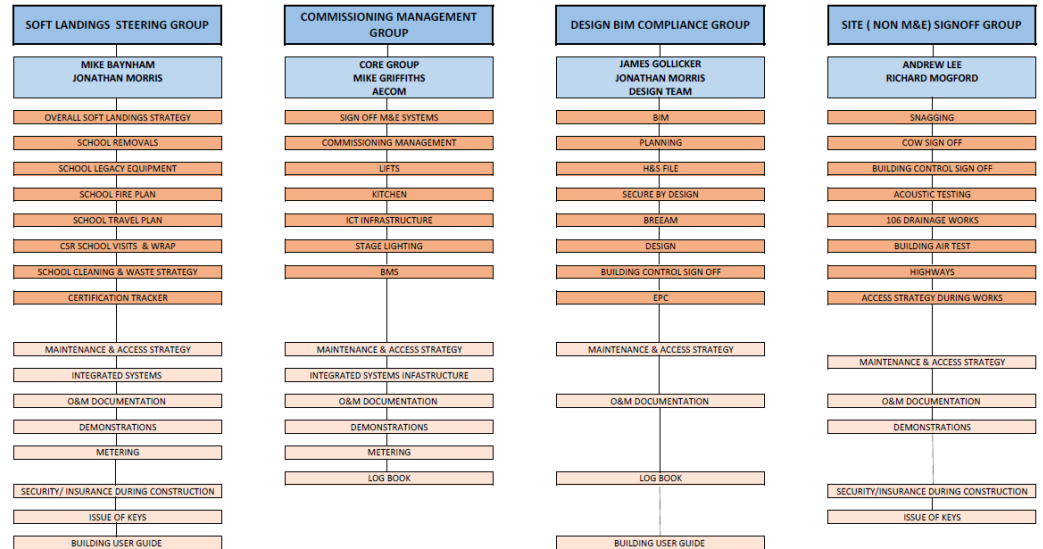 SOFT LANDINGS STEERING GROUP
MIKE BAYNHAM
JONATHAN MORRIS
OVERALL SOFT LANDINGS STRATEGY
SCHOOL REMOVALS
SCHOOL LEGACY EQUIPMENT
SCHOOL FIRE PLAN
SCHOOL TRAVEL PLAN
CSR SCHOOL VISITS & WRAP
SCHOOL CLEANING & WASTE STRATEGY
CERTIFICATION TRACKER
MAINTENANCE & ACCESS STRATEGY
INTEGRATED SYSTEMS
O&M DOCUMENTATION
DEMONSTRATIONS
METERING
SECURITY/ INSURANCE DURING CONSTRUCTION
ISSUE OF KEYS
BUILDING USER GUIDE
COMMISSIONING MANAGEMENT
GROUP
CORE GROUP
MIKE GRIFFITHS
AECOM
SIGN OFF M&E SYSTEMS
COMMISSIONING MANAGEMENT
LIFTS
KITCHEN
ICT INFRASTRUCTURE
STAGE LIGHTING
BMS
MAINTENANCE & ACCESS STRATEGY
INTEGRATED SYSTEMS INFASTRUCTURE
O&M DOCUMENTATION
DEMONSTRATIONS
METERING
LOG BOOK
DESIGN BIM COMPLIANCE GROUP
JAMES GOLLICKER
JONATHAN MORRIS
DESIGN TEAM
BIM
PLANNING
H&S FILE
SECURE BY DESIGN
BREEAM
DESIGN
BUILDING CONTROL SIGN OFF
EPC
MAINTENANCE & ACCESS STRATEGY
O&M DOCUMENTATION
LOG BOOK
BUILDING USER GUIDE
SITE ( NON M&E) SIGNOFF GROUP
ANDREW LEE
RICHARD MOGFORD
SNAGGING
COW SIGN OFF
BUILDING CONTROL SIGN OFF
ACOUSTIC TESTING
106 DRAINAGE WORKS
BUILDING AIR TEST
HIGHWAYS
ACCESS STRATEGY DURING WORKS
MAINTENANCE & ACCESS STRATEGY
O&M DOCUMENTATION
DEMONSTRATIONS
SECURITY/INSURANCE DURING CONSTRUCTION
ISSUE OF KEYS